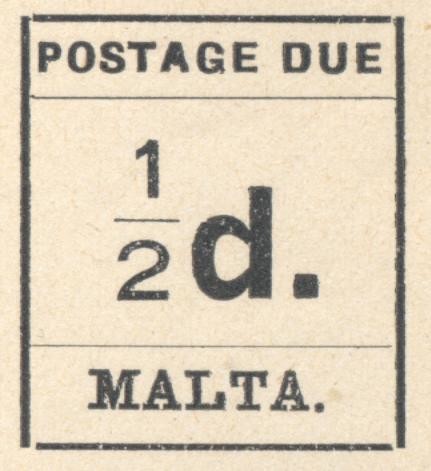 POSTAGE DUE
½d.
MALTA.